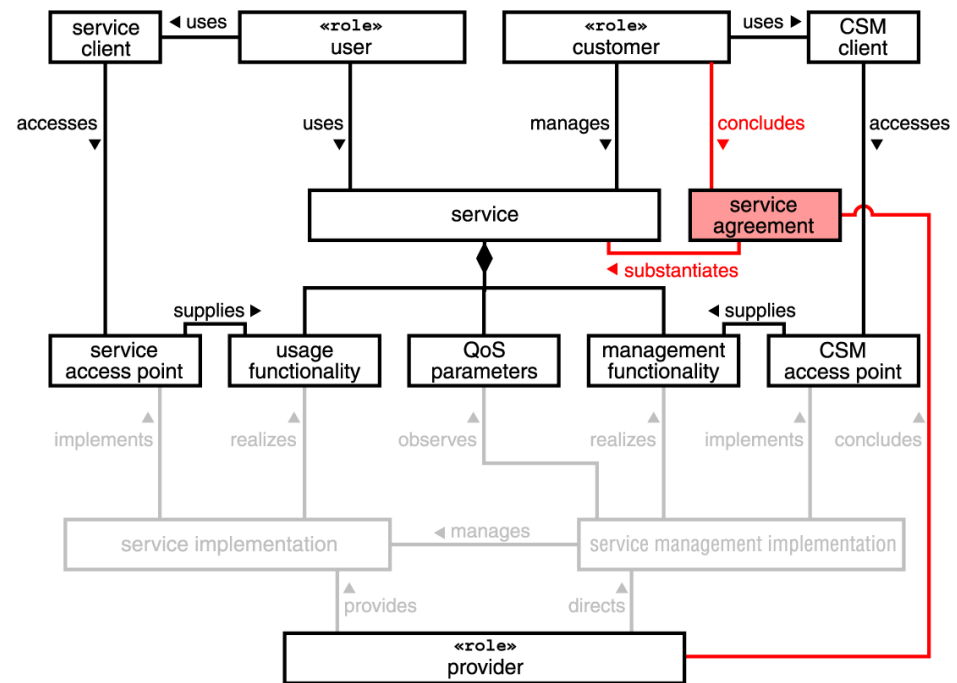 service
client
◄ uses
«role»
user
«role»
customer
uses ►
CSM
client
accesses
▼
uses
▼
manages
▼
concludes
▼
accesses
▼
service
service
agreement
◄ substantiates
supplies ►
◄ supplies
service
access point
usage
functionality
QoS
parameters
management
functionality
CSM
access point
▲
implements
▲
realizes
▲
observes
▲
realizes
▲
implements
▲
concludes
service implementation
◄ manages
service management implementation
▲
provides
▲
directs
«role»
provider